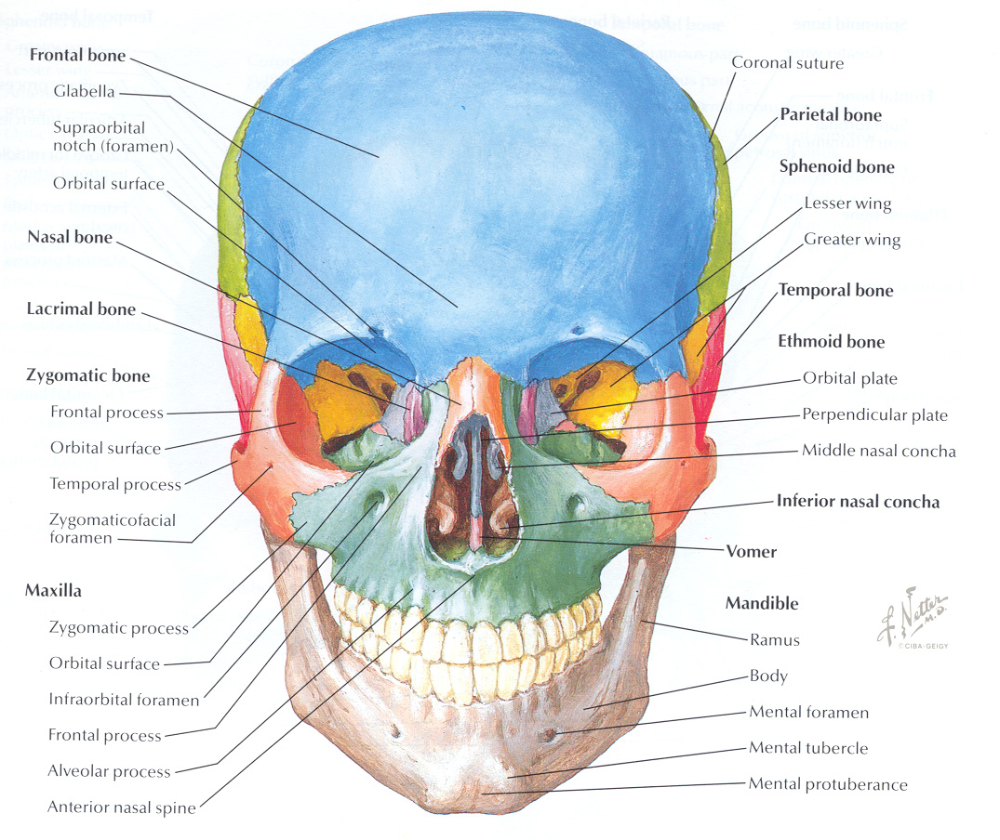 Frontal bone
Glabella
Supraorbital
notch (foramen)
Orbital surface
Nasal bone
Lacrimal bone
Zygomatic bone
Frontal process
Orbital surface
Temporal process
Zygomaticofacial
foramen
Maxilla
Zygomatic process
Orbital surface
Infraorbital foramen
Frontal process
Alveolar process
Anterior nasal spine
Coronal suture
Parietal bone
Sphenoid bone
Lesser wing
Greater wing
Temporal bone
Ethmoid bone
Orbital plate
Perpendicular plate
Middle nasal concha
Inferior nasal concha
Vomer
Mandible
Ramus
Body
Mental foramen
Mental tubercle
Mental protuberance
F. Netter
M.D.
© CIBA-GEIGY